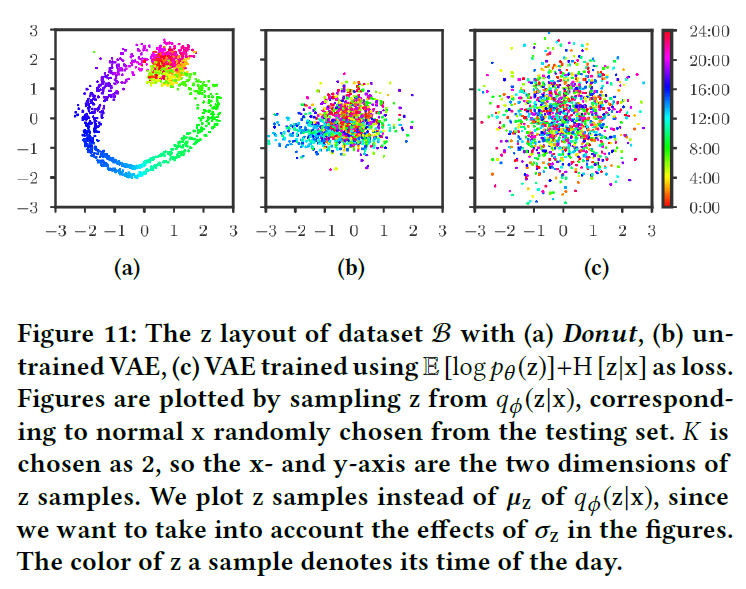 3
2
1
0
−1
−2
−3
−3 −2 −1 0 1 2 3
−3 −2 −1 0 1 2 3
−3 −2 −1 0 1 2 3
24:00
20:00
16:00
12:00
8:00
4:00
0:00
(a)
(b)
(c)
Figure 11: The z layout of dataset ℬ with (a) Donut, (b) un-
trained VAE, (c) VAE trained using 𝔼 [log pθ(z)]+H [z|x] as loss.
Figures are plotted by sampling z from qϕ(z|x), correspond-
ing to normal x randomly chosen from the testing set. K is
chosen as 2, so the x- and y-axis are the two dimensions of
z samples. We plot z samples instead of μz of qϕ(z|x), since
we want to take into account the effects of σz in the figures.
The color of z a sample denotes its time of the day.